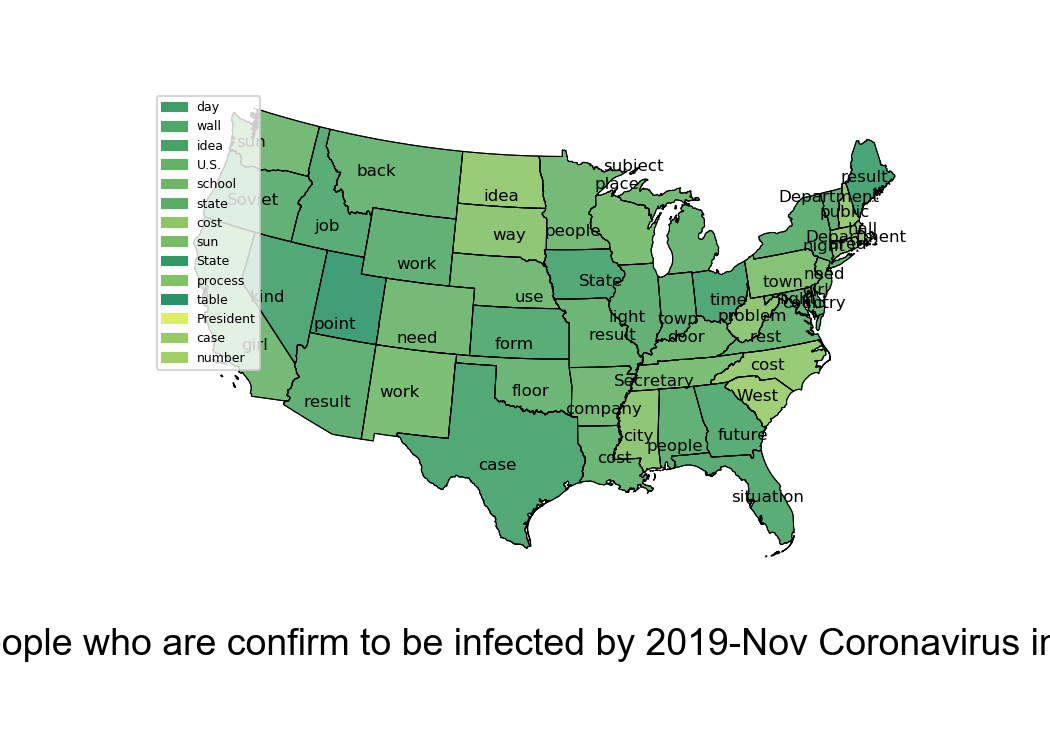 day
wall
idea
U.S.
school
state
cost
sun
State
process
table
President
case
number
sun
Soviet
kind
girl
back
job
point
work
need
work
result
idea
way
use
form
floor
case
subject
place
people
State
light
result
company
cost
city
people
Secretary
town
door
time
problem
town
rest
cost
West
future
situation
result
Department
public
hall
Department
night
need
girl
country
ople who are confirm to be infected by 2019-Nov Coronavirus in